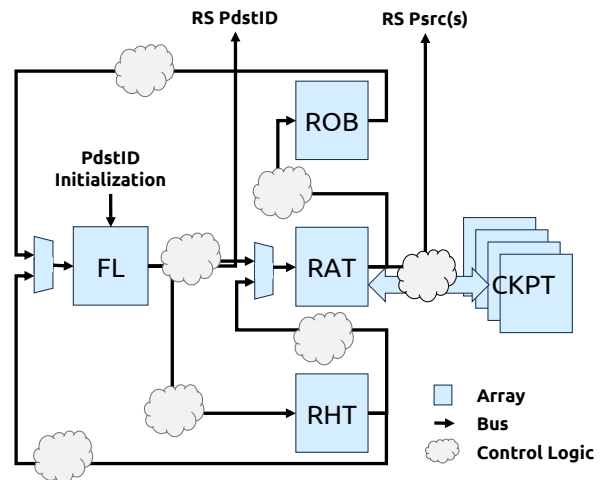 RS PdstID
RS Psrc(s)
ROB
PdstID
Initialization
FL
RAT
CKPT
RHT
Array
Bus
Control Logic